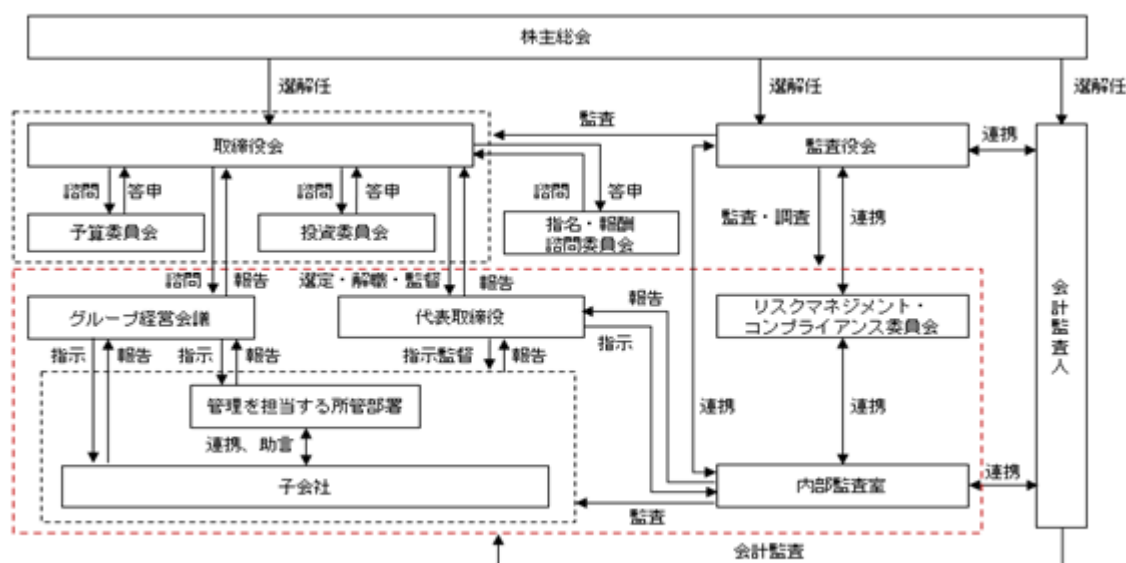 株主総会
選解任
選解任
選解任
監査
取締役会
監査役会
連携
諮問
答申
諮問
答申
諮問
答申
予算委員会
投資委員会
指名・報酬
諮問委員会
監査・調査
連携
諮問
報告
選定・解職・監督
報告
報告
グループ経営会議
代表取締役
リスクマネジメント・
コンプライアンス委員会
会計監査人
指示
報告
指示
報告
指示監督
報告
指示
管理を担当する所管部署
連携
連携
連携、助言
子会社
内部監査室
連携
監査
会計監査